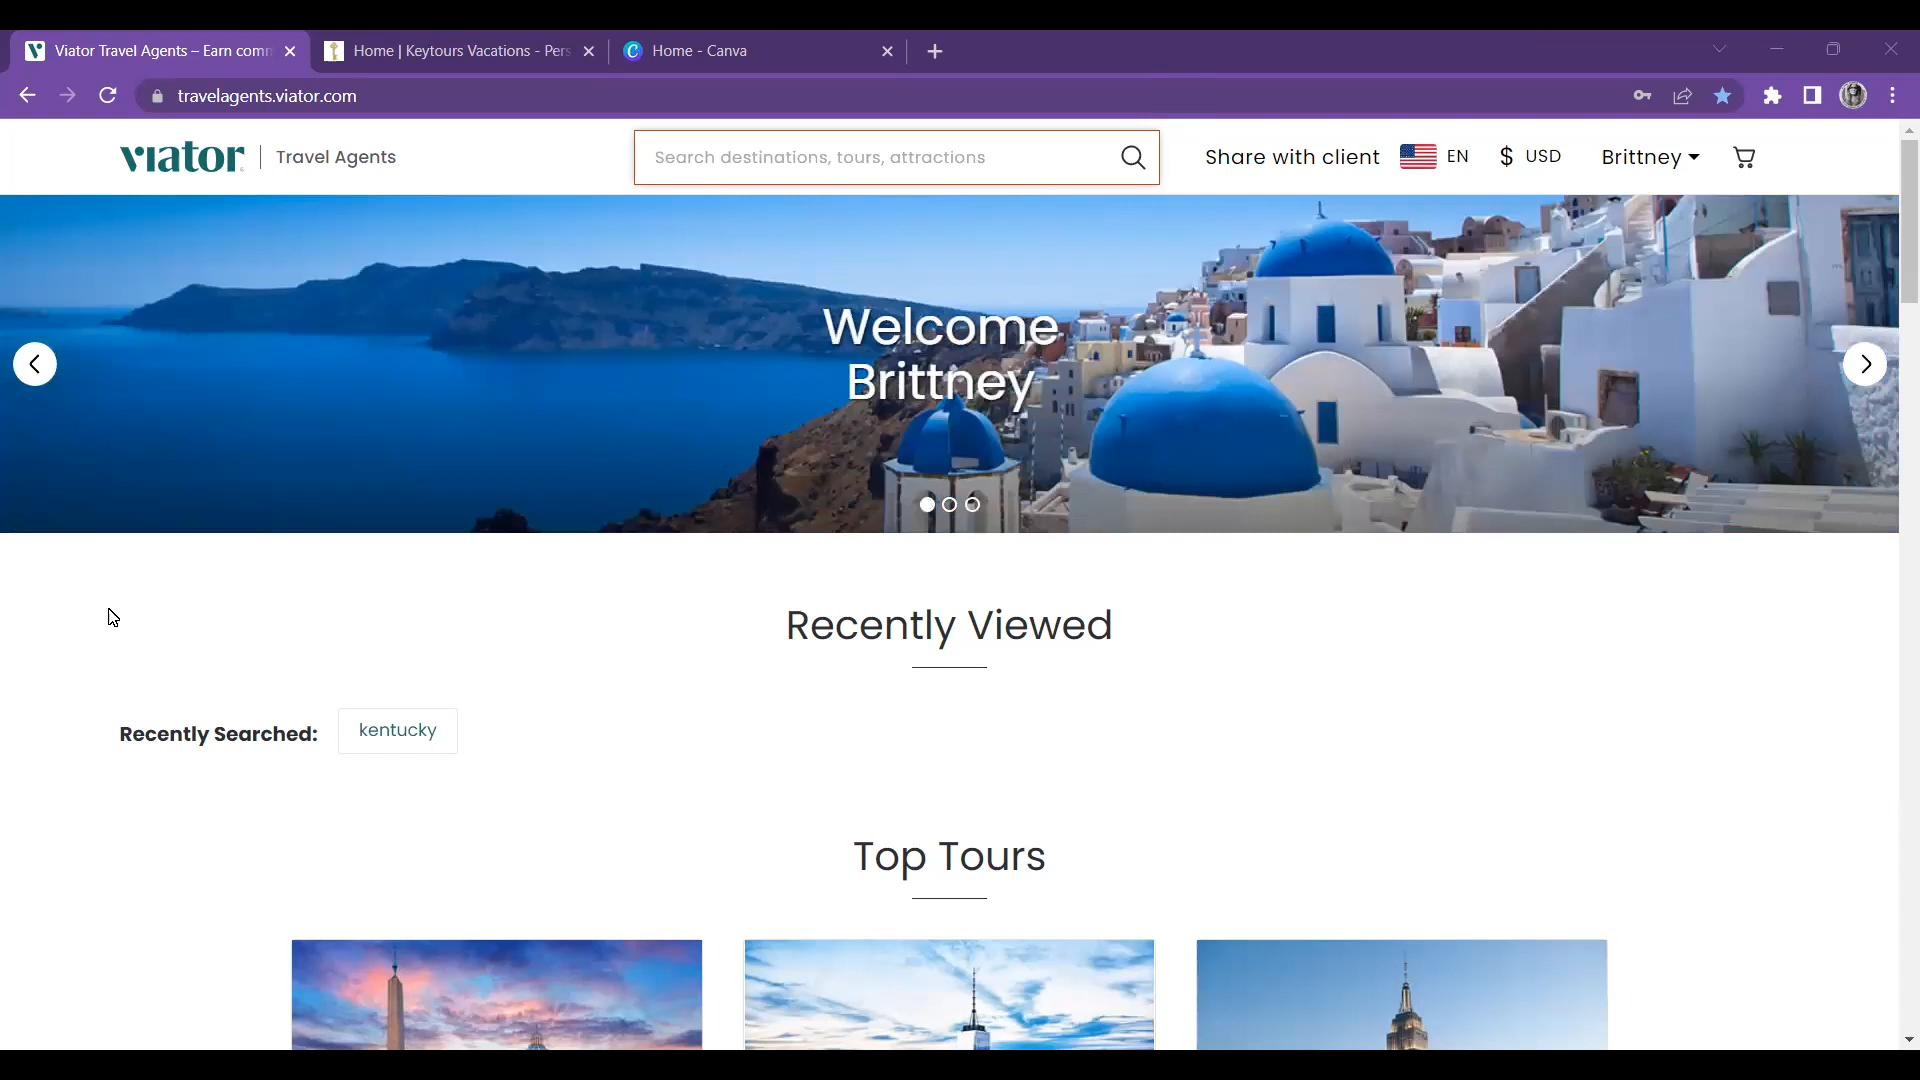 Viator Travel Agents – Earn comm
Home | Keytours Vacations - Pers
Home - Canva
travelagents.viator.com
viator
Travel Agents
Search destinations, tours, attractions
Share with client
EN
$ USD
Brittney
Welcome
Brittney
Recently Viewed
Recently Searched:
kentucky
Top Tours